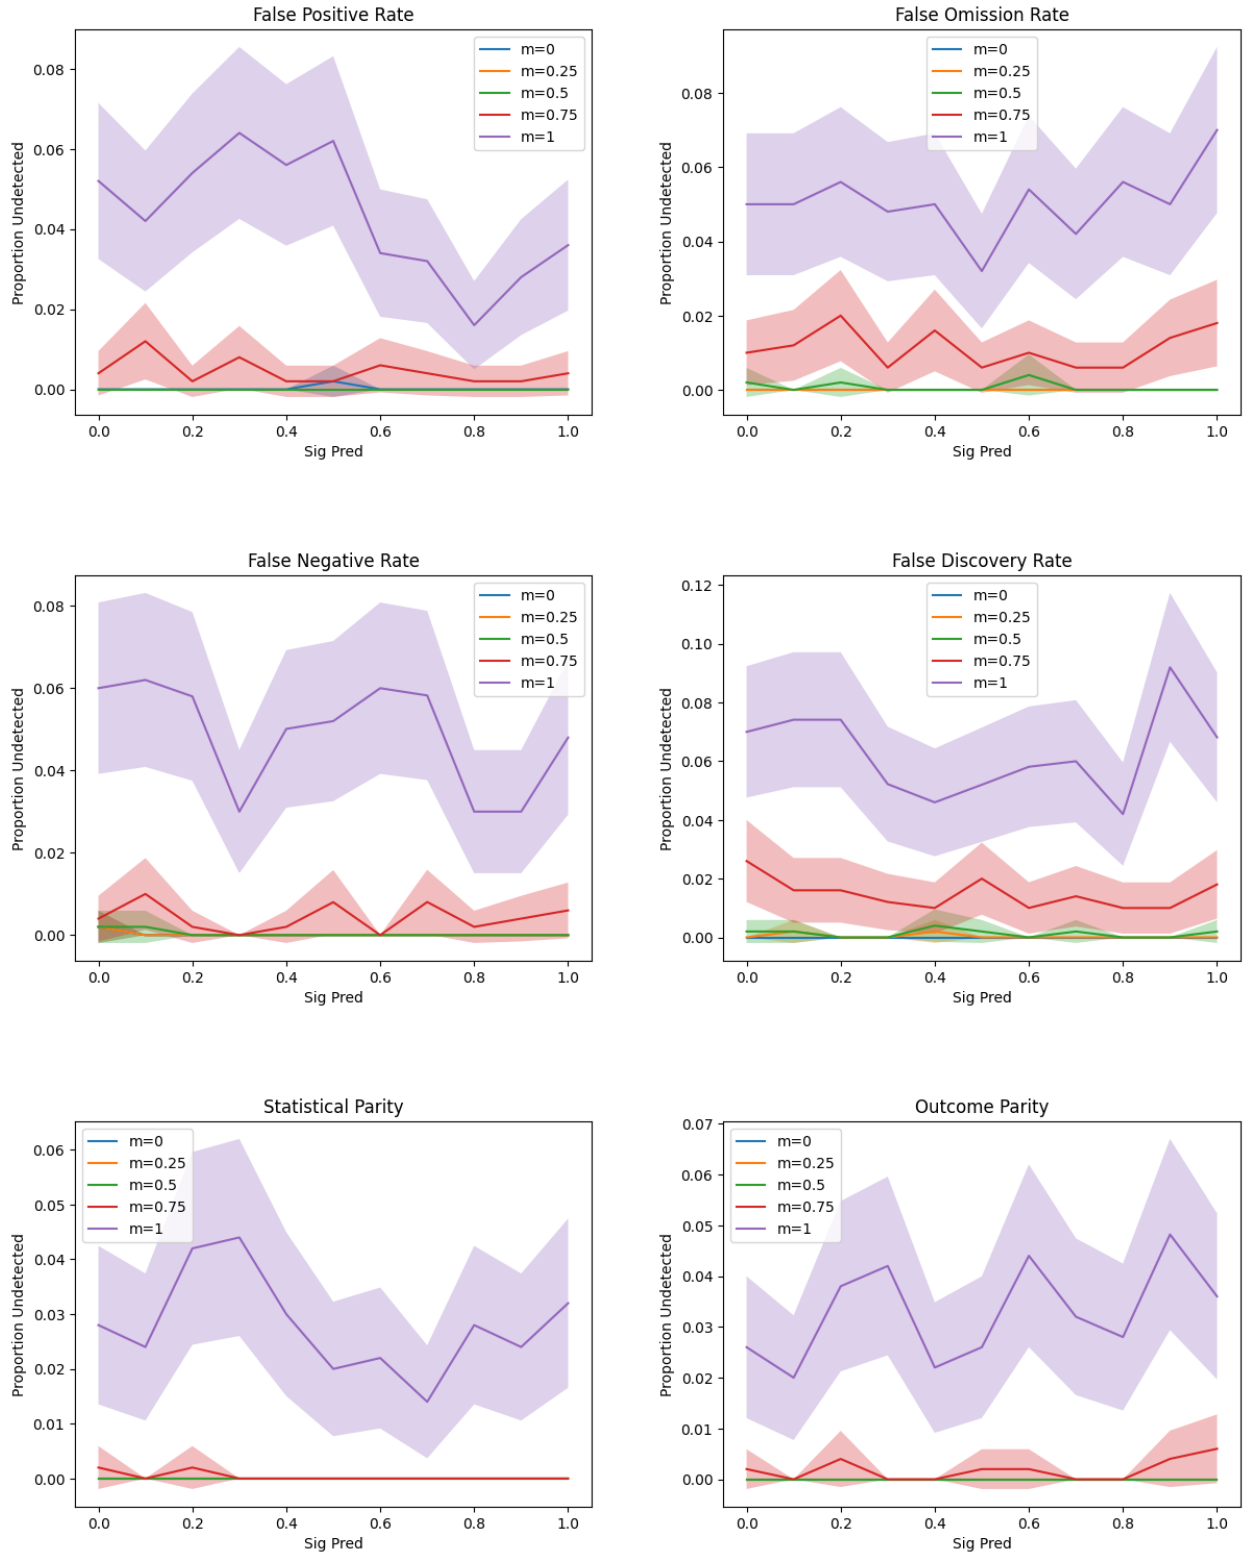 False Positive Rate
Proportion Undetected
0.08
0.06
0.04
0.02
0.00
m=0
m=0.25
m=0.5
m=0.75
m=1
0.0 0.2 0.4 0.6 0.8 1.0
Sig Pred
False Omission Rate
Proportion Undetected
0.08
0.06
0.04
0.02
0.00
m=0
m=0.25
m=0.5
m=0.75
m=1
0.0 0.2 0.4 0.6 0.8 1.0
Sig Pred
False Negative Rate
Proportion Undetected
0.08
0.06
0.04
0.02
0.00
m=0
m=0.25
m=0.5
m=0.75
m=1
0.0 0.2 0.4 0.6 0.8 1.0
Sig Pred
False Discovery Rate
Proportion Undetected
0.12
0.10
0.08
0.06
0.04
0.02
0.00
m=0
m=0.25
m=0.5
m=0.75
m=1
0.0 0.2 0.4 0.6 0.8 1.0
Sig Pred
Statistical Parity
Proportion Undetected
0.06
0.05
0.04
0.03
0.02
0.01
0.00
m=0
m=0.25
m=0.5
m=0.75
m=1
0.0 0.2 0.4 0.6 0.8 1.0
Sig Pred
Outcome Parity
Proportion Undetected
0.07
0.06
0.05
0.04
0.03
0.02
0.01
0.00
m=0
m=0.25
m=0.5
m=0.75
m=1
0.0 0.2 0.4 0.6 0.8 1.0
Sig Pred